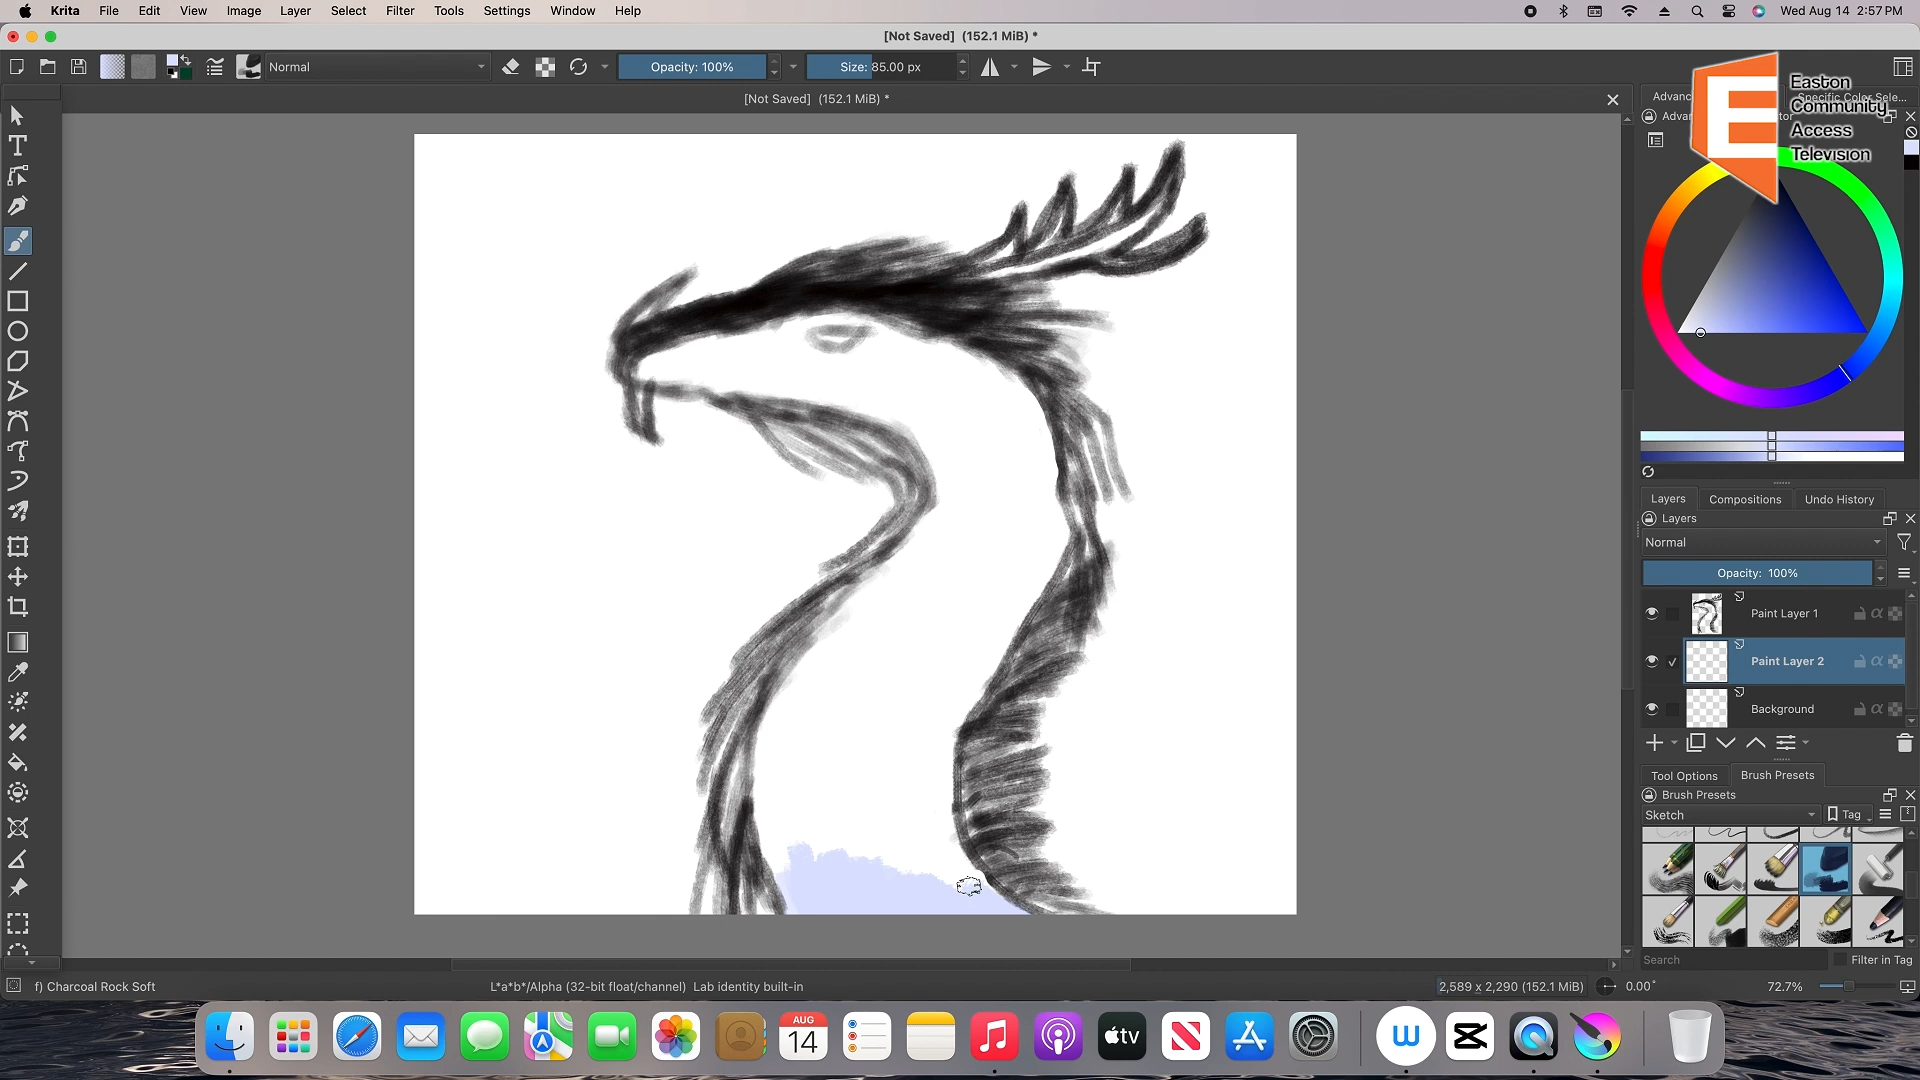 Krita File Edit View Image Layer Select Filter Tools Settings Window Help Wed Aug 14 2:57 PM
[Not Saved] (152.1 MiB) *
Normal Opacity: 100% Size: 85.00 px
[Not Saved] (152.1 MiB) *
Easton
Community
Access
Television
E
Layers Compositions Undo History
Layers
Normal
Opacity: 100%
Paint Layer 1
Paint Layer 2
Background
Tool Options Brush Presets
Brush Presets
Sketch Tag
Search Filter in Tag
f) Charcoal Rock Soft L*a*b*/Alpha (32-bit float/channel) Lab identity built-in 2,589 x 2,290 (152.1 MiB) 0.00° 72.7%
AUG
14
tv